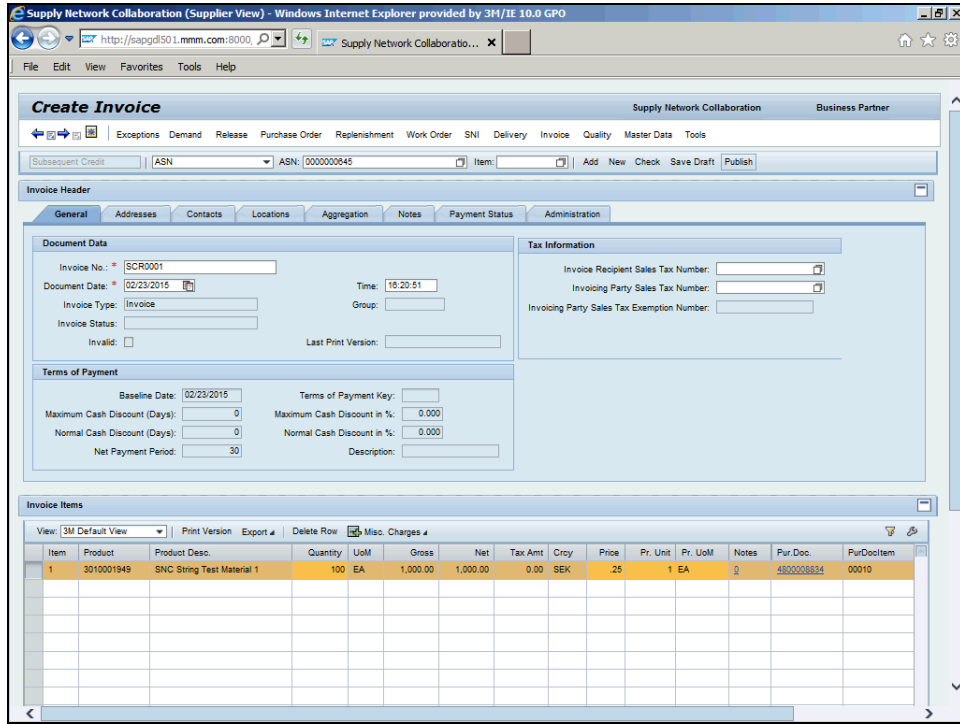 Supply Network Collaboration (Supplier View) - Windows Internet Explorer provided by 3M/IE 10.0 GPO
http://sapgdl501.mmm.com:8000, Supply Network Collaboratio... X
File Edit View Favorites Tools Help
Create Invoice Supply Network Collaboration Business Partner
Exceptions Demand Release Purchase Order Replenishment Work Order SNI Delivery Invoice Quality Master Data Tools
Subsequent Credit ASN ASN: 0000000645 Item: Add New Check Save Draft Publish
Invoice Header
General Addresses Contacts Locations Aggregation Notes Payment Status Administration
Document Data Tax Information
Invoice No.: * SCR0001 Invoice Recipient Sales Tax Number:
Document Date: * 02/23/2015 Time: 16:20:51 Invoicing Party Sales Tax Number:
Invoice Type: Invoice Group: Invoicing Party Sales Tax Exemption Number:
Invoice Status:
Invalid: Last Print Version:
Terms of Payment
Baseline Date: 02/23/2015 Terms of Payment Key:
Maximum Cash Discount (Days): 0 Maximum Cash Discount in %: 0.000
Normal Cash Discount (Days): 0 Normal Cash Discount in %: 0.000
Net Payment Period: 30 Description:
Invoice Items
View: 3M Default View Print Version Export Delete Row Misc. Charges
Item Product Product Desc. Quantity UoM Gross Net Tax Amt Crcy Price Pr. Unit Pr. UoM Notes Pur.Doc. PurDocItem
1 3010001949 SNC String Test Material 1 100 EA 1,000.00 1,000.00 0.00 SEK .25 1 EA 0 4800008834 00010